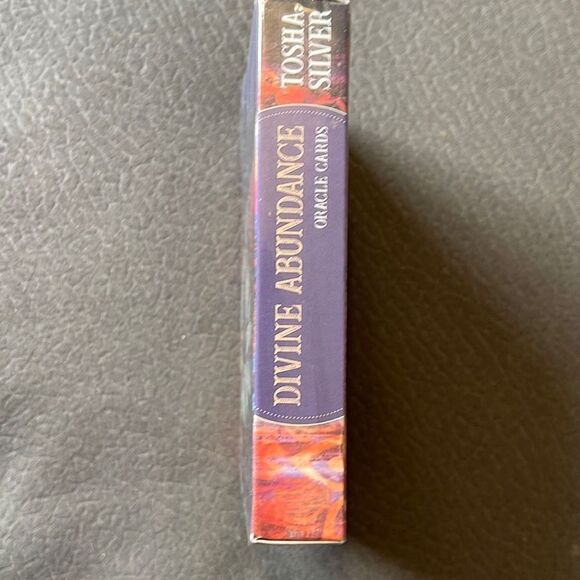 DIVINE ABUNDANCE
ORACLE CARDS
TOSHA
SILVER